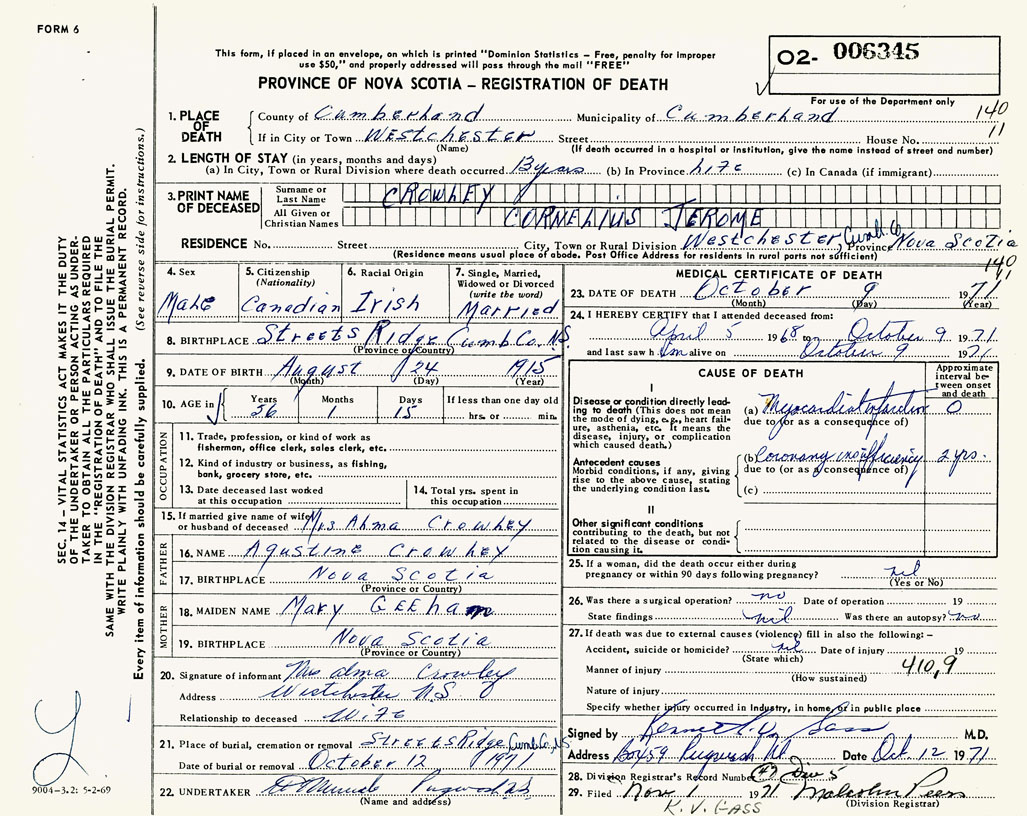 FORM 6
This form, if placed in an envelope, on which is printed "Dominion Statistics – Free, penalty for improper
use $50," and properly addressed will pass through the mail "FREE"
02- 006345
PROVINCE OF NOVA SCOTIA – REGISTRATION OF DEATH
For use of the Department only
140
11
1. PLACE OF DEATH
County of Cumberland Municipality of Cumberland
If in City or Town Westchester Street House No.
(Name) (If death occurred in a hospital or institution, give the name instead of street and number)
2. LENGTH OF STAY (in years, months and days)
(a) In City, Town or Rural Division where death occurred 13 years (b) In Province life (c) In Canada (if immigrant)
3. PRINT NAME OF DECEASED
Surname or Last Name CROWLEY
All Given or Christian Names CORNELIUS JEROME
RESIDENCE No. Street City, Town or Rural Division Westchester, Cumb. Co. Province Nova Scotia
(Residence means usual place of abode. Post Office Address for residents in rural parts not sufficient)
140
11
4. Sex Male
5. Citizenship (Nationality) Canadian
6. Racial Origin Irish
7. Single, Married, Widowed or Divorced (write the word) Married
8. BIRTHPLACE Streets Ridge Cumb. Co. N.S.
(Province or Country)
9. DATE OF BIRTH August 24 1915
(Month) (Day) (Year)
10. AGE in Years 56 Months 1 Days 15 If less than one day old hrs. or min.
OCCUPATION
11. Trade, profession, or kind of work as
fisherman, office clerk, sales clerk, etc.
12. Kind of industry or business, as fishing,
bank, grocery store, etc.
13. Date deceased last worked
at this occupation
14. Total yrs. spent in
this occupation
15. If married give name of wife
or husband of deceased Mrs Alma Crowley
FATHER
16. NAME Agustine Crowley
17. BIRTHPLACE Nova Scotia
(Province or Country)
MOTHER
18. MAIDEN NAME Mary GEEham
19. BIRTHPLACE Nova Scotia
(Province or Country)
20. Signature of informant Mrs Alma Crowley
Address Westchester N.S.
Relationship to deceased Wife
21. Place of burial, cremation or removal Streets Ridge, Cumb. Co., N.S.
Date of burial or removal October 12 1971
22. UNDERTAKER
(Name and address)
MEDICAL CERTIFICATE OF DEATH
23. DATE OF DEATH October 9 1971
(Month) (Day) (Year)
24. I HEREBY CERTIFY that I attended deceased from:
April 5 1968 to October 9 1971
and last saw him alive on October 9 1971
CAUSE OF DEATH
Approximate interval between onset and death
I
Disease or condition directly leading to death (This does not
mean the mode of dying, e.g., heart failure, asthenia, etc. It means the
disease, injury, or complication
which caused death.)
(a) Myocardial infarction 0
due to (or as a consequence of)
Antecedent causes
Morbid conditions, if any, giving
rise to the above cause, stating
the underlying condition last.
(b) Coronary insufficiency 2 yrs.
due to (or as a consequence of)
(c)
II
Other significant conditions
contributing to the death, but not
related to the disease or condition causing it.
25. If a woman, did the death occur either during
pregnancy or within 90 days following pregnancy? nil
(Yes or No)
26. Was there a surgical operation? no Date of operation 19
State findings nil Was there an autopsy? no
27. If death was due to external causes (violence) fill in also the following: –
Accident, suicide or homicide? nil Date of injury 19
(State which)
Manner of injury 410,9
(How sustained)
Nature of injury
Specify whether injury occurred in Industry, in home, or in public place
Signed by Kenneth V. Gass M.D.
Address Box 59 Pugwash N.S. Date Oct. 12 1971
28. Division Registrar's Record Number #7 Dev 5
29. Filed Nov. 1 1971 Malcolm Peers
(Division Registrar)
K. V. GASS
SEC. 14 – VITAL STATISTICS ACT MAKES IT THE DUTY
OF THE UNDERTAKER OR PERSON ACTING AS UNDER-
TAKER TO OBTAIN ALL THE PARTICULARS REQUIRED
IN THE "REGISTRATION OF DEATH" AND TO FILE THE
SAME WITH THE DIVISION REGISTRAR WHO SHALL ISSUE THE BURIAL PERMIT.
WRITE PLAINLY WITH UNFADING INK. THIS IS A PERMANENT RECORD.
Every item of information should be carefully supplied. (See reverse side for instructions.)
9004-3.2: 5-2-69